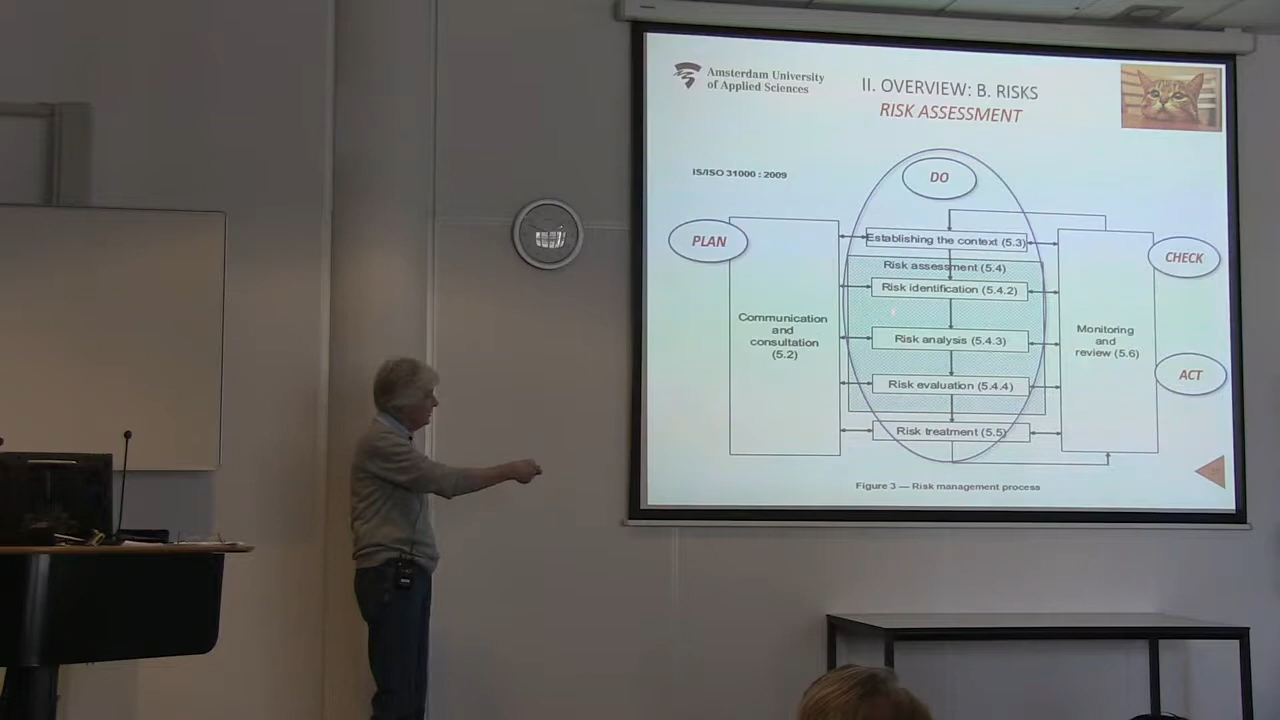 Amsterdam University
of Applied Sciences
II. OVERVIEW: B. RISKS
RISK ASSESSMENT
IS/ISO 31000 : 2009
DO
PLAN
CHECK
ACT
Establishing the context (5.3)
Risk assessment (5.4)
Risk identification (5.4.2)
Risk analysis (5.4.3)
Risk evaluation (5.4.4)
Risk treatment (5.5)
Communication
and
consultation
(5.2)
Monitoring
and
review (5.6)
Figure 3 — Risk management process